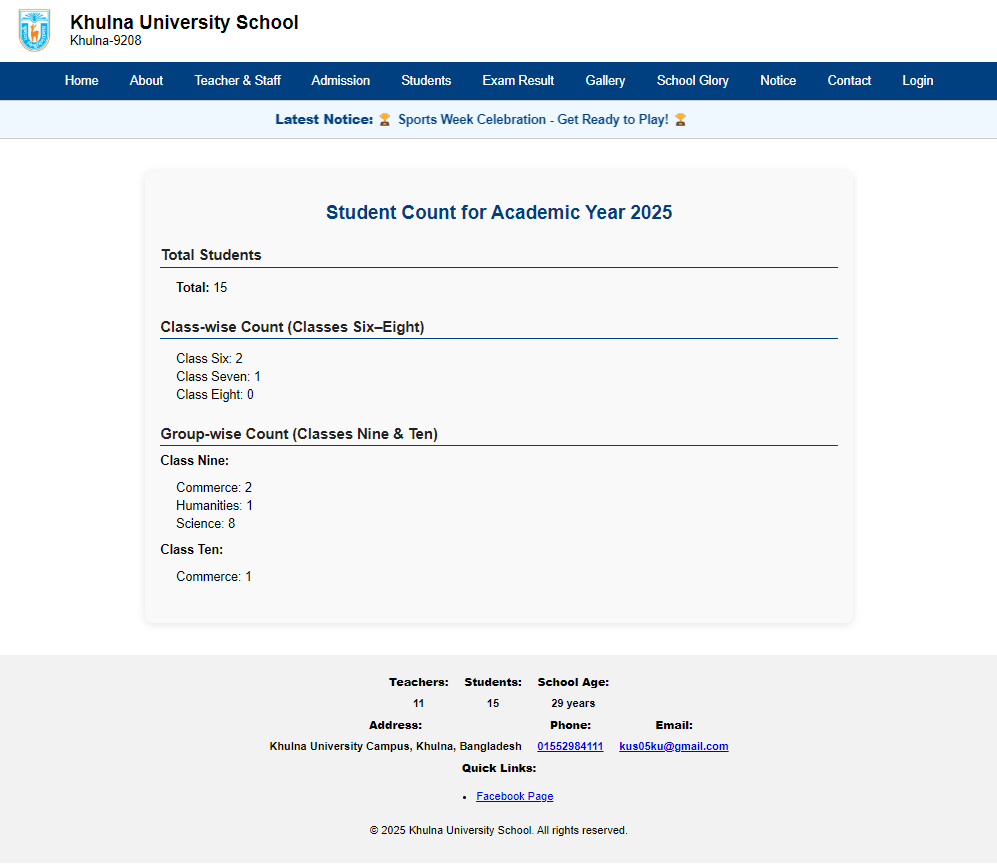 Khulna University School
Khulna-9208
Home About Teacher & Staff Admission Students Exam Result Gallery School Glory Notice Contact Login
Latest Notice: 🏆 Sports Week Celebration - Get Ready to Play! 🏆
Student Count for Academic Year 2025
Total Students
Total: 15
Class-wise Count (Classes Six–Eight)
Class Six: 2
Class Seven: 1
Class Eight: 0
Group-wise Count (Classes Nine & Ten)
Class Nine:
Commerce: 2
Humanities: 1
Science: 8
Class Ten:
Commerce: 1
Teachers: Students: School Age:
11 15 29 years
Address: Phone: Email:
Khulna University Campus, Khulna, Bangladesh 01552984111 kus05ku@gmail.com
Quick Links:
• Facebook Page
© 2025 Khulna University School. All rights reserved.